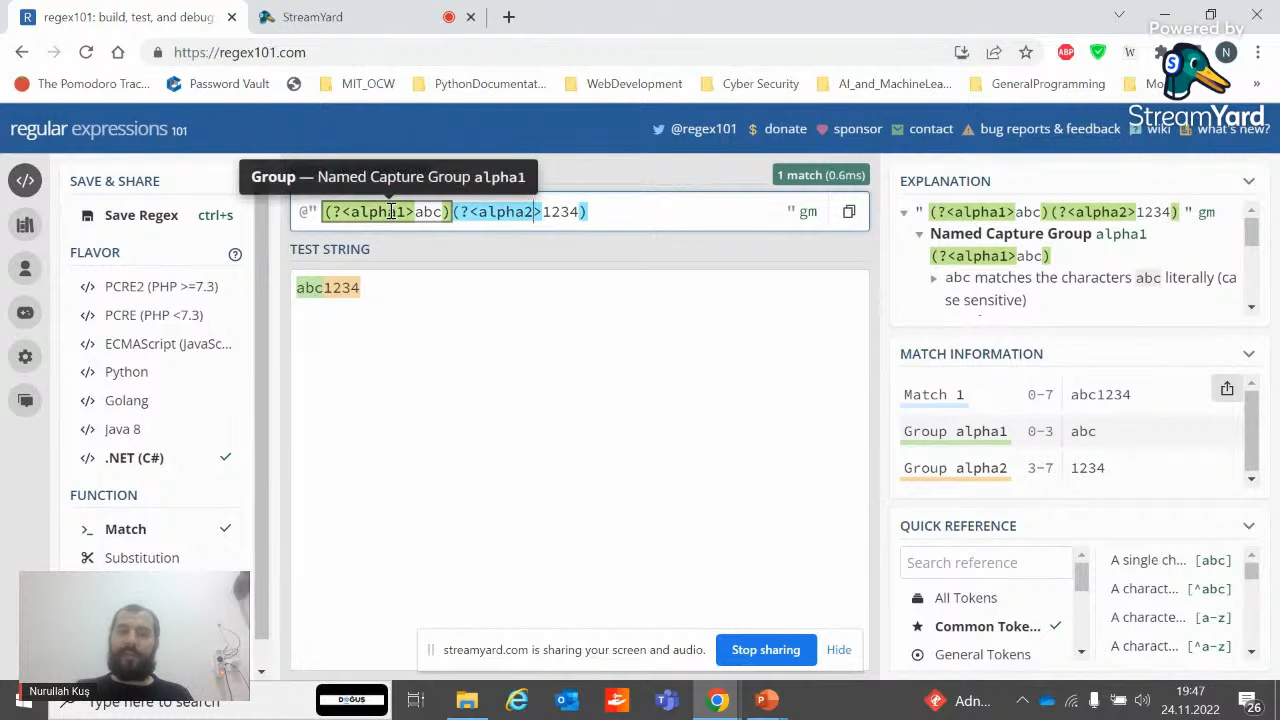 regex101: build, test, and debug
StreamYard
https://regex101.com
ABP
W
N
The Pomodoro Trac...
Password Vault
MIT_OCW
PythonDocumentat...
WebDevelopment
Cyber Security
AI_and_MachineLea...
GeneralProgramming
Powered by
S
StreamYard
regular expressions 101
@regex101
donate
sponsor
contact
bug reports & feedback
wiki
what's new?
SAVE & SHARE
Save Regex ctrl+s
FLAVOR
PCRE2 (PHP >=7.3)
PCRE (PHP <7.3)
ECMAScript (JavaSc...
Python
Golang
Java 8
.NET (C#)
FUNCTION
Match
Substitution
Group — Named Capture Group alpha1
1 match (0.6ms)
@" (?<alpha1>abc)(?<alpha2>1234) " gm
TEST STRING
abc1234
EXPLANATION
" (?<alpha1>abc)(?<alpha2>1234) " gm
Named Capture Group alpha1
(?<alpha1>abc)
abc matches the characters abc literally (ca
se sensitive)
MATCH INFORMATION
Match 1 0-7 abc1234
Group alpha1 0-3 abc
Group alpha2 3-7 1234
QUICK REFERENCE
Search reference
All Tokens
Common Toke...
General Tokens
A single ch... [abc]
A charact... [^abc]
A characte... [a-z]
A charact... [^a-z]
streamyard.com is sharing your screen and audio.
Stop sharing
Hide
Nurullah Kuş
Type here to search
DOĞUŞ
Adn...
19:47
24.11.2022
26